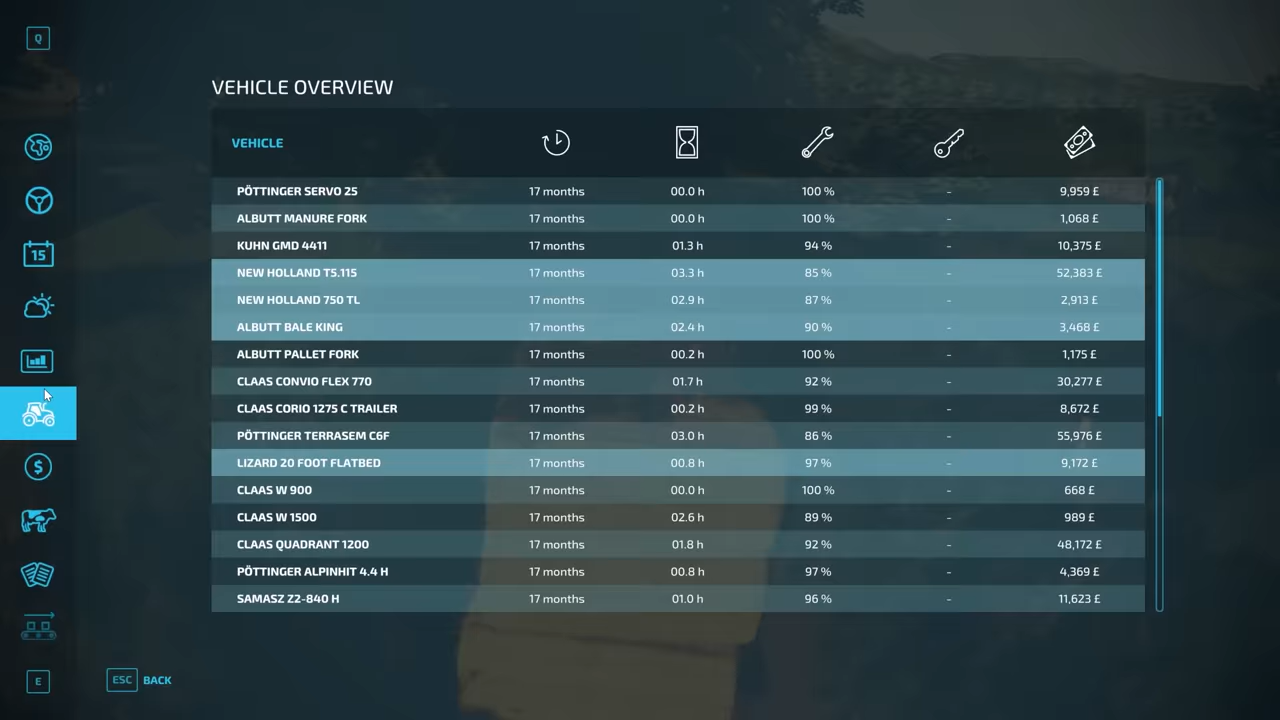 Q
VEHICLE OVERVIEW
VEHICLE
PÖTTINGER SERVO 25 17 months 00.0 h 100 % - 9,959 £
ALBUTT MANURE FORK 17 months 00.0 h 100 % - 1,068 £
KUHN GMD 4411 17 months 01.3 h 94 % - 10,375 £
NEW HOLLAND T5.115 17 months 03.3 h 85 % - 52,383 £
NEW HOLLAND 750 TL 17 months 02.9 h 87 % - 2,913 £
ALBUTT BALE KING 17 months 02.4 h 90 % - 3,468 £
ALBUTT PALLET FORK 17 months 00.2 h 100 % - 1,175 £
CLAAS CONVIO FLEX 770 17 months 01.7 h 92 % - 30,277 £
CLAAS CORIO 1275 C TRAILER 17 months 00.2 h 99 % - 8,672 £
PÖTTINGER TERRASEM C6F 17 months 03.0 h 86 % - 55,976 £
LIZARD 20 FOOT FLATBED 17 months 00.8 h 97 % - 9,172 £
CLAAS W 900 17 months 00.0 h 100 % - 668 £
CLAAS W 1500 17 months 02.6 h 89 % - 989 £
CLAAS QUADRANT 1200 17 months 01.8 h 92 % - 48,172 £
PÖTTINGER ALPINHIT 4.4 H 17 months 00.8 h 97 % - 4,369 £
SAMASZ Z2-840 H 17 months 01.0 h 96 % - 11,623 £
15
$
E
ESC BACK